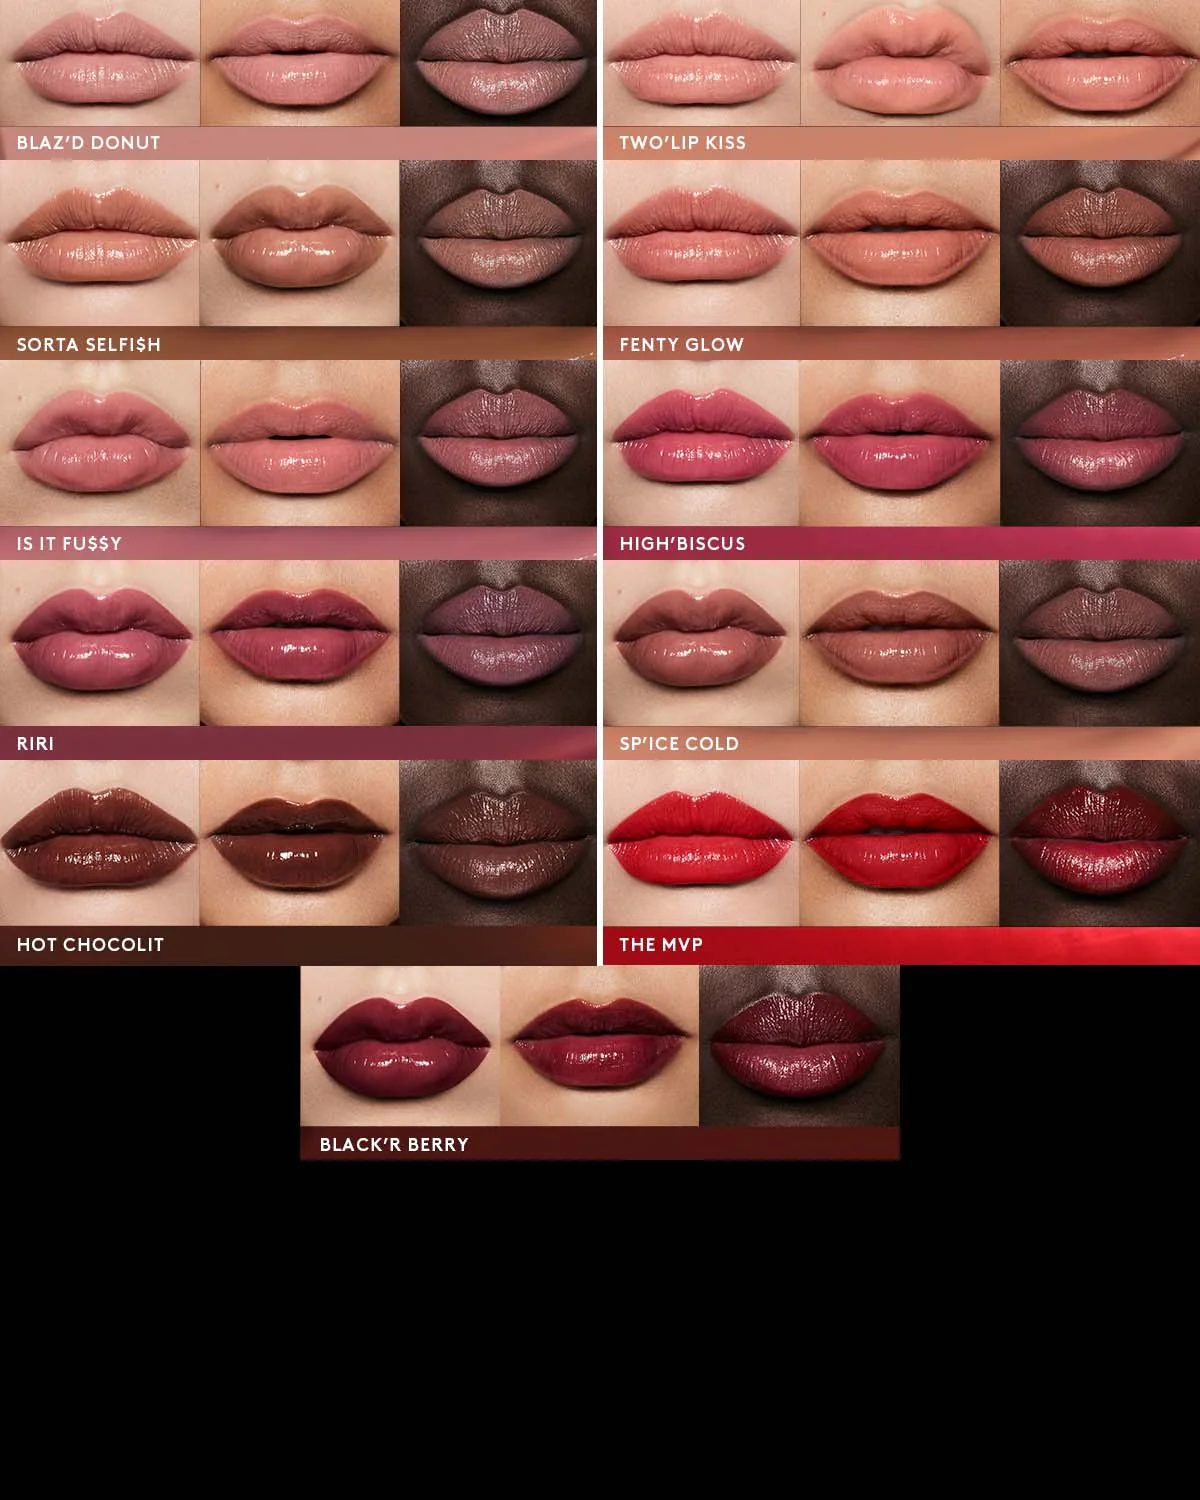 BLAZ'D DONUT
TWO'LIP KISS
SORTA SELFI$H
FENTY GLOW
IS IT FU$$Y
HIGH'BISCUS
RIRI
SP'ICE COLD
HOT CHOCOLIT
THE MVP
BLACK'R BERRY